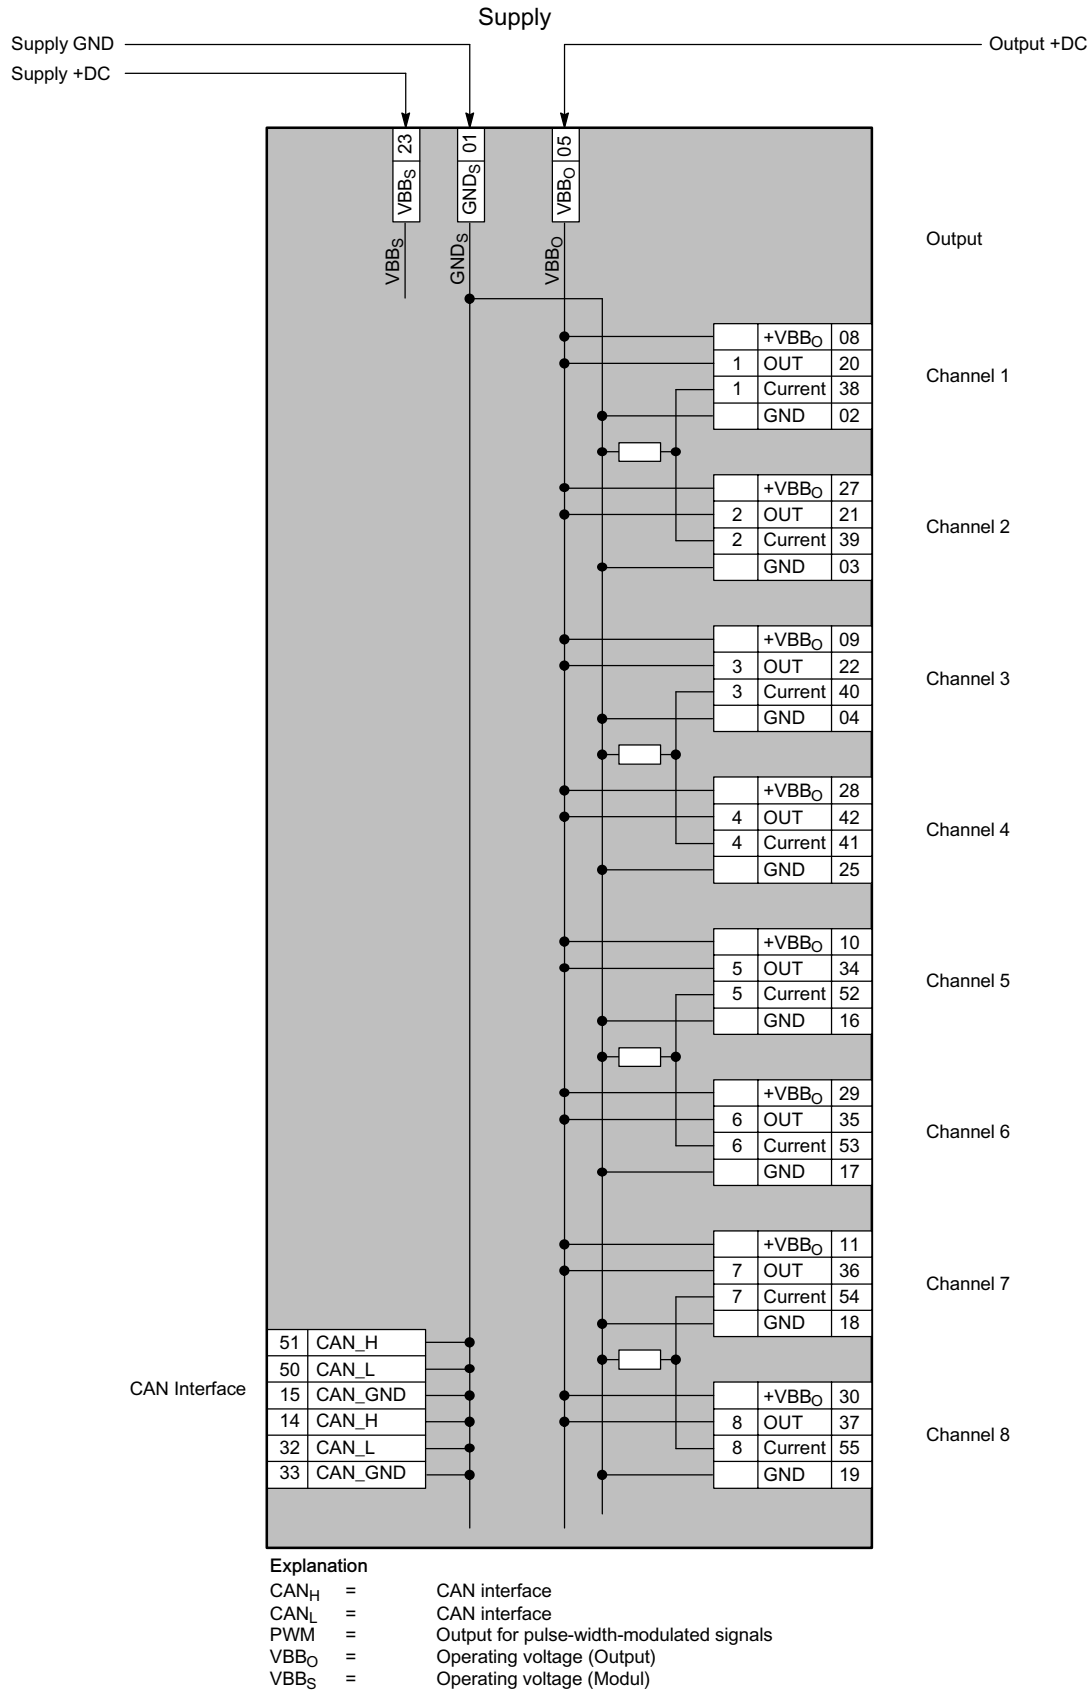 Supply
Supply GND
Output +DC
Supply +DC
23 VBBS
01 GNDS
05 VBBO
VBBS
GNDS
VBBO
Output
+VBBO 08
1 OUT 20
1 Current 38
GND 02
Channel 1
+VBBO 27
2 OUT 21
2 Current 39
GND 03
Channel 2
+VBBO 09
3 OUT 22
3 Current 40
GND 04
Channel 3
+VBBO 28
4 OUT 42
4 Current 41
GND 25
Channel 4
+VBBO 10
5 OUT 34
5 Current 52
GND 16
Channel 5
+VBBO 29
6 OUT 35
6 Current 53
GND 17
Channel 6
+VBBO 11
7 OUT 36
7 Current 54
GND 18
Channel 7
+VBBO 30
8 OUT 37
8 Current 55
GND 19
Channel 8
CAN Interface
51 CAN_H
50 CAN_L
15 CAN_GND
14 CAN_H
32 CAN_L
33 CAN_GND
Explanation
CANH = CAN interface
CANL = CAN interface
PWM = Output for pulse-width-modulated signals
VBBO = Operating voltage (Output)
VBBS = Operating voltage (Modul)